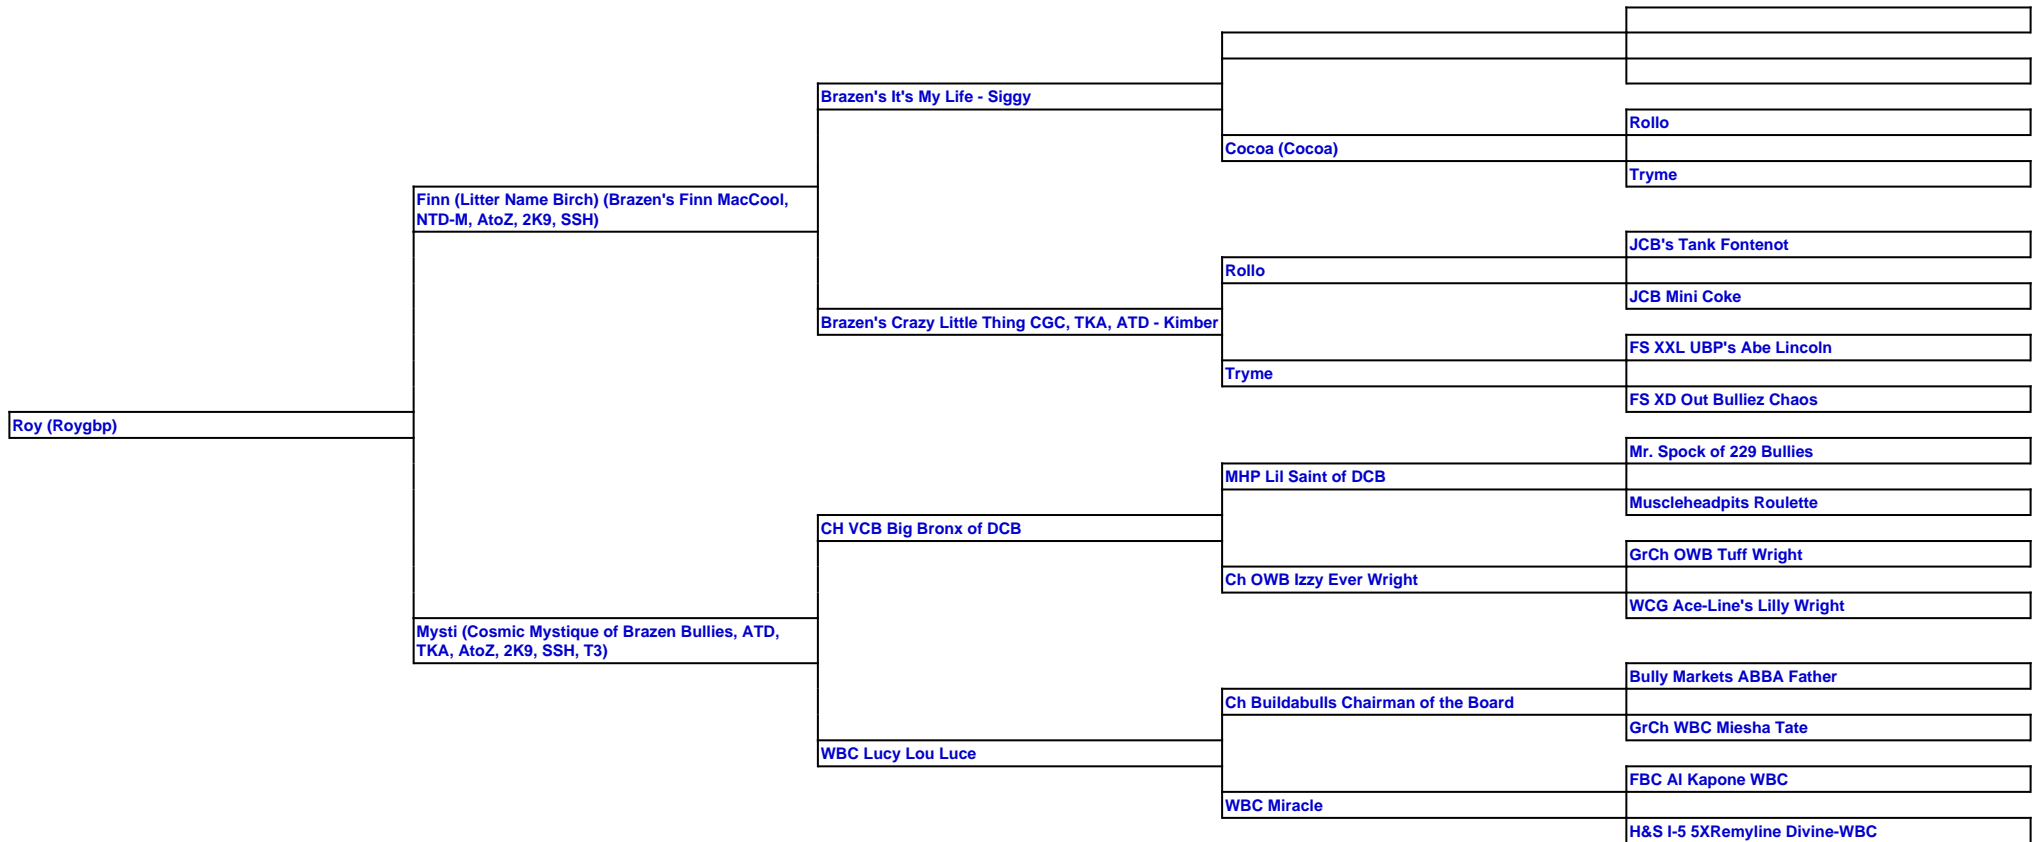 Brazen's It's My Life - Siggy
Rollo
Cocoa (Cocoa)
Tryme
Finn (Litter Name Birch) (Brazen's Finn MacCool,
NTD-M, AtoZ, 2K9, SSH)
JCB's Tank Fontenot
Rollo
JCB Mini Coke
Brazen's Crazy Little Thing CGC, TKA, ATD - Kimber
FS XXL UBP's Abe Lincoln
Tryme
FS XD Out Bulliez Chaos
Roy (Roygbp)
Mr. Spock of 229 Bullies
MHP Lil Saint of DCB
Muscleheadpits Roulette
CH VCB Big Bronx of DCB
GrCh OWB Tuff Wright
Ch OWB Izzy Ever Wright
WCG Ace-Line's Lilly Wright
Mysti (Cosmic Mystique of Brazen Bullies, ATD,
TKA, AtoZ, 2K9, SSH, T3)
Bully Markets ABBA Father
Ch Buildabulls Chairman of the Board
GrCh WBC Miesha Tate
WBC Lucy Lou Luce
FBC Al Kapone WBC
WBC Miracle
H&S I-5 5XRemyline Divine-WBC